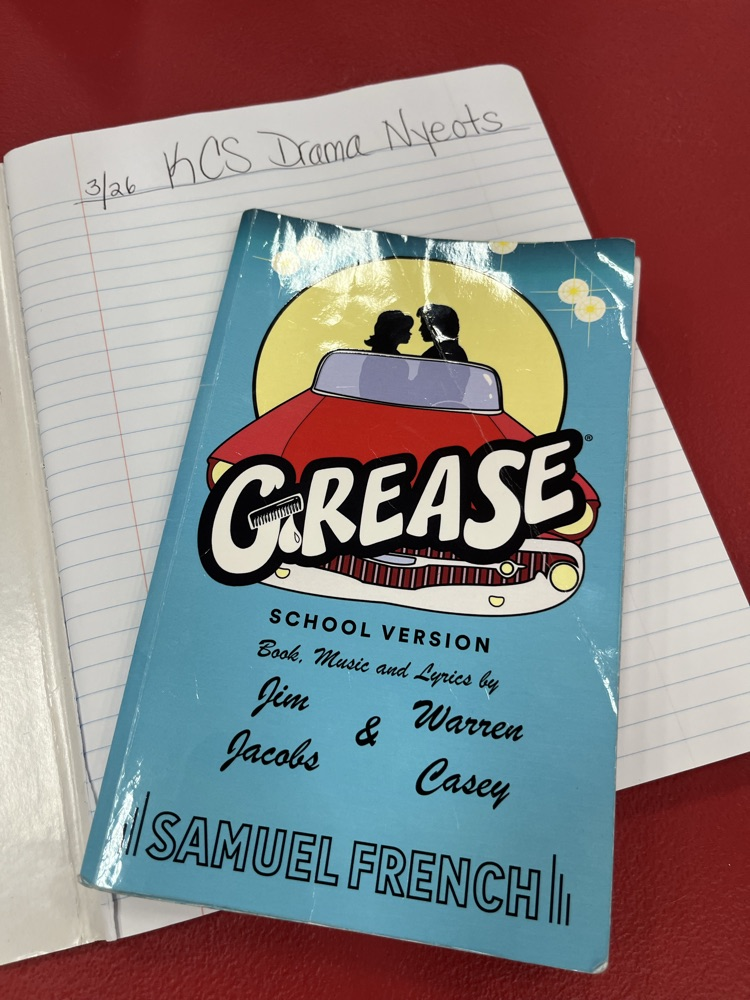 3/26 KCS Drama Nyeots
GREASE®
SCHOOL VERSION
Book, Music and Lyrics by
Jim Jacobs & Warren Casey
SAMUEL FRENCH